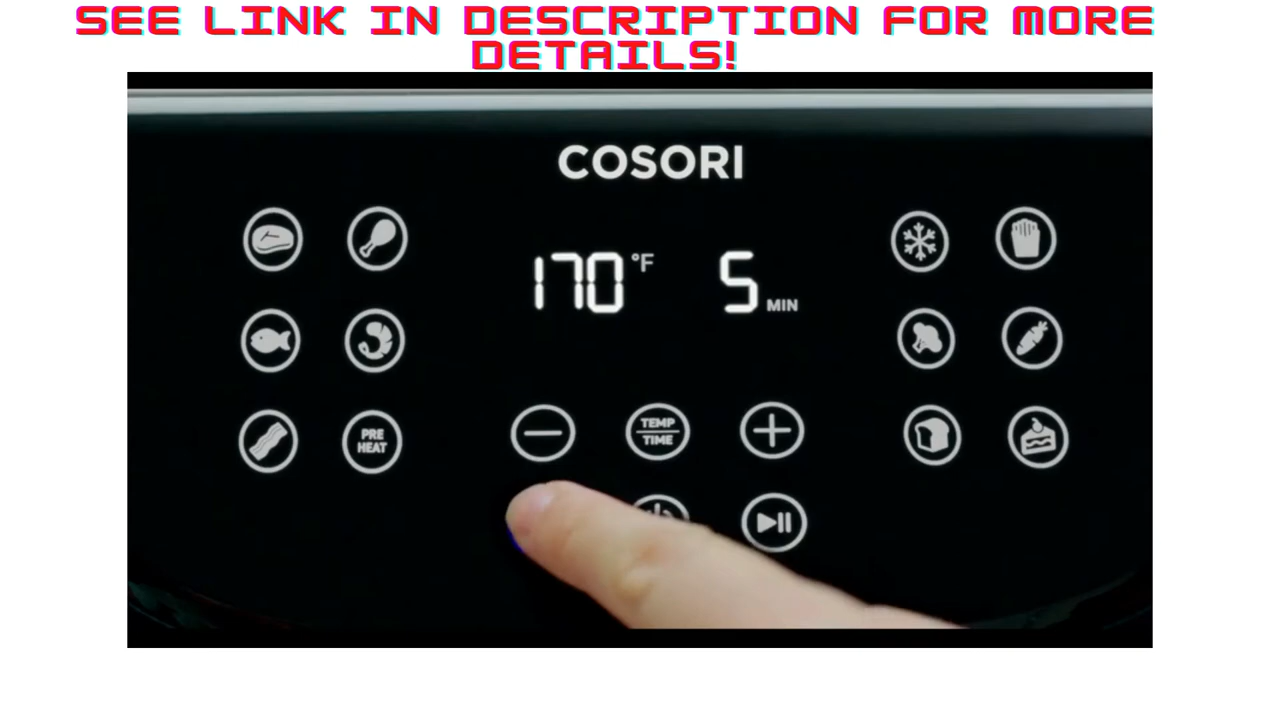 SEE LINK IN DESCRIPTION FOR MORE
DETAILS!
COSORI
170 °F 5 MIN
TEMP
TIME
PRE
HEAT